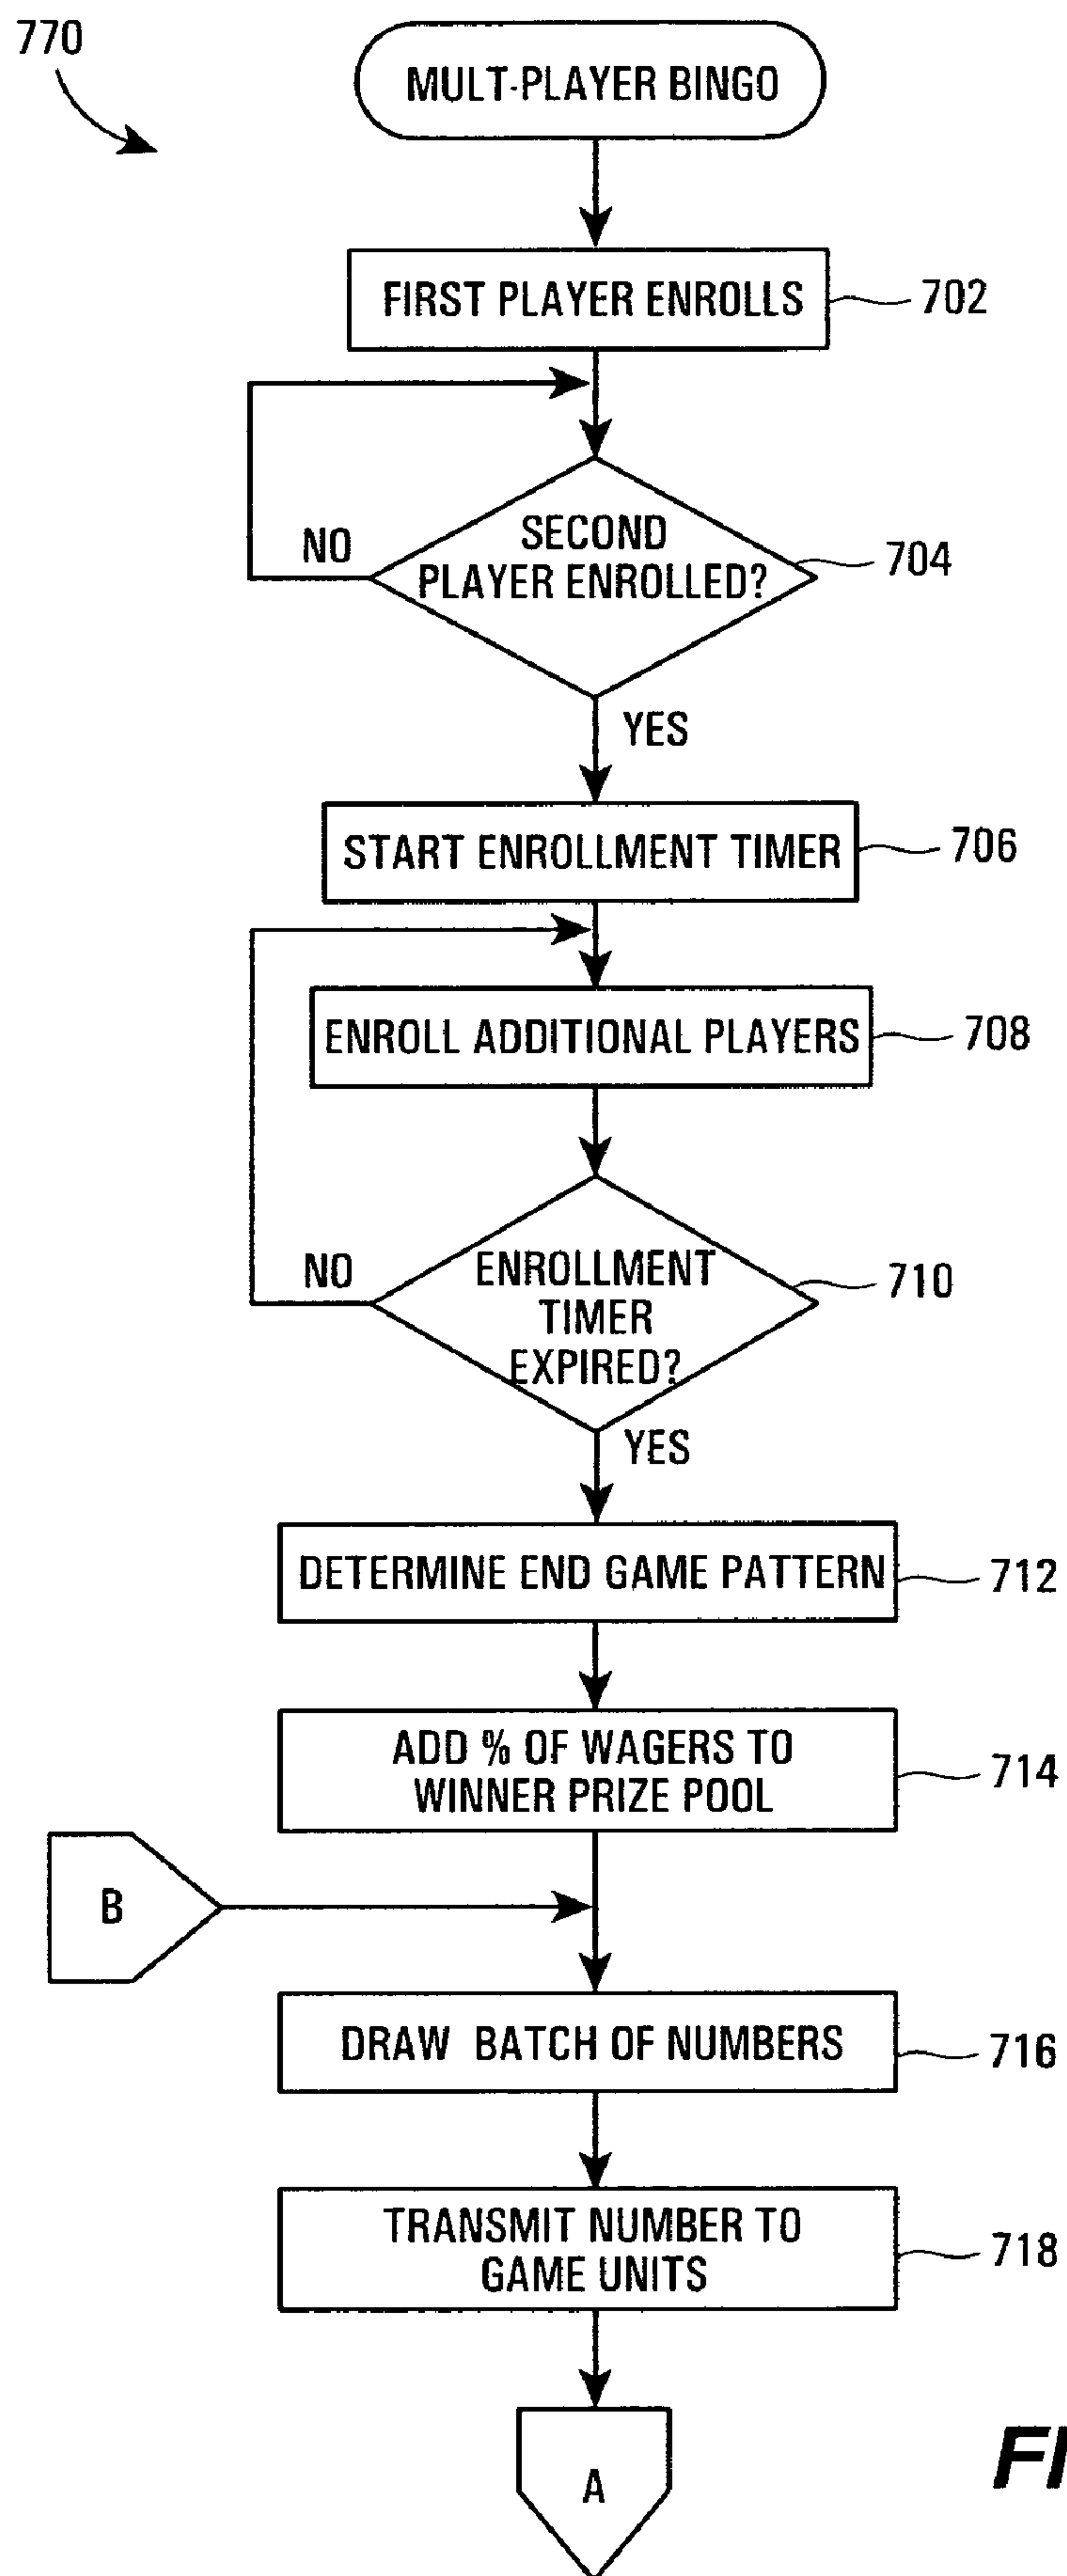 770
MULT-PLAYER BINGO
FIRST PLAYER ENROLLS
702
NO
SECOND
PLAYER ENROLLED?
704
YES
START ENROLLMENT TIMER
706
ENROLL ADDITIONAL PLAYERS
708
NO
ENROLLMENT
TIMER
EXPIRED?
710
YES
DETERMINE END GAME PATTERN
712
ADD % OF WAGERS TO
WINNER PRIZE POOL
714
B
DRAW BATCH OF NUMBERS
716
TRANSMIT NUMBER TO
GAME UNITS
718
A